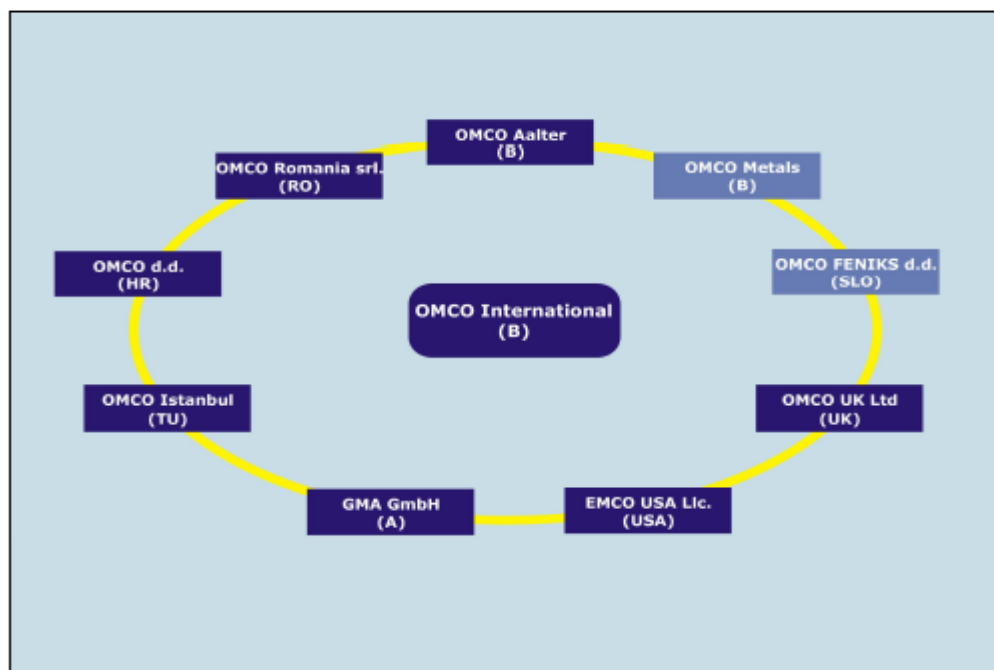 OMCO Aalter
(B)
OMCO Romania srl.
(RO)
OMCO Metals
(B)
OMCO d.d.
(HR)
OMCO FENIKS d.d.
(SLO)
OMCO International
(B)
OMCO Istanbul
(TU)
OMCO UK Ltd
(UK)
GMA GmbH
(A)
EMCO USA Llc.
(USA)